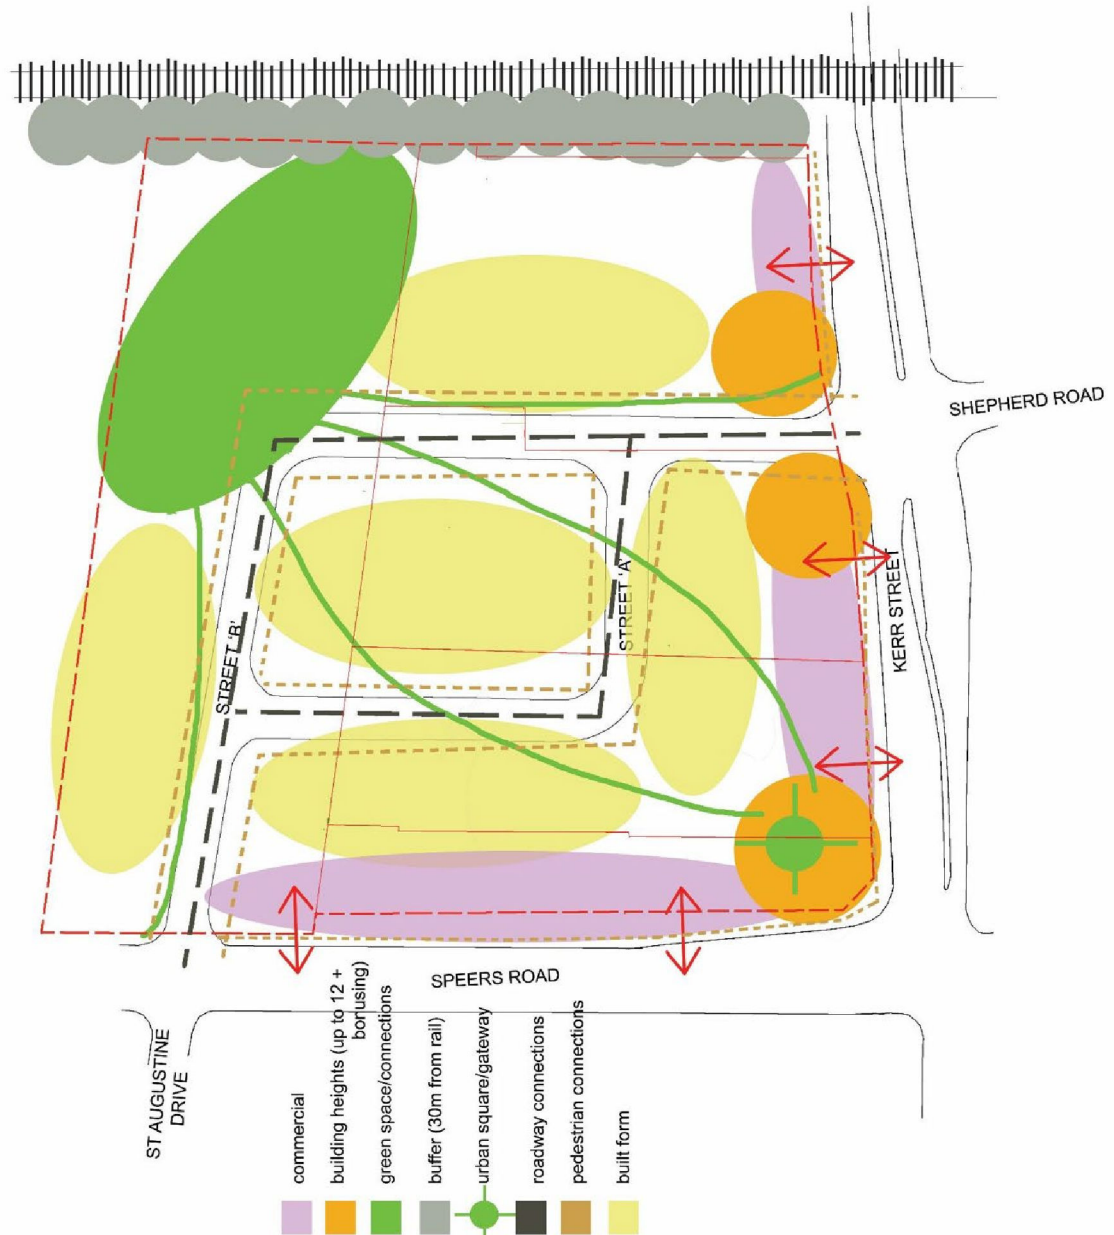 SHEPHERD ROAD
STREET 'A'
KERR STREET
STREET 'B'
SPEERS ROAD
ST AUGUSTINE
DRIVE
commercial
building heights (up to 12 +
bonusing)
green space/connections
buffer (30m from rail)
urban square/gateway
roadway connections
pedestrian connections
built form